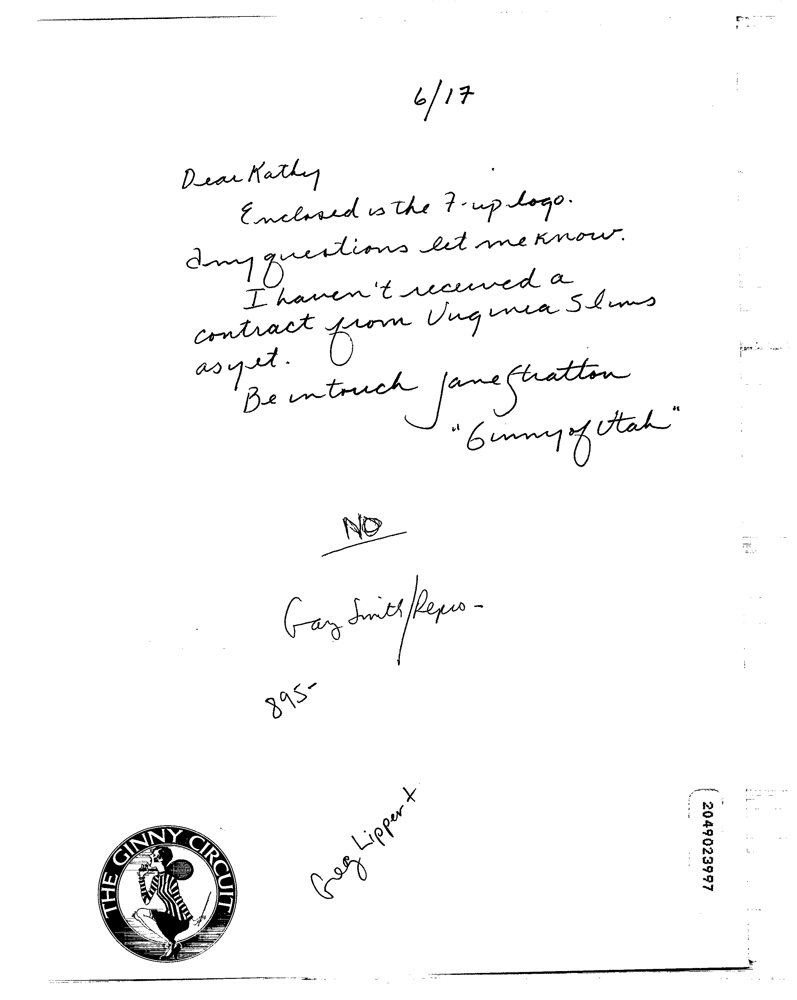 6/17
Dear Kathy
Enclosed is the 7-up logo.
Any questions let me know.
I haven't received a
contract from Virginia Slims
as yet.
Be in touch Jane Stratton
"Ginny of Utah"
NO
Gay Smith/Repro-
895-
Greg Lippert
THE GINNY CIRCUIT
2049023997